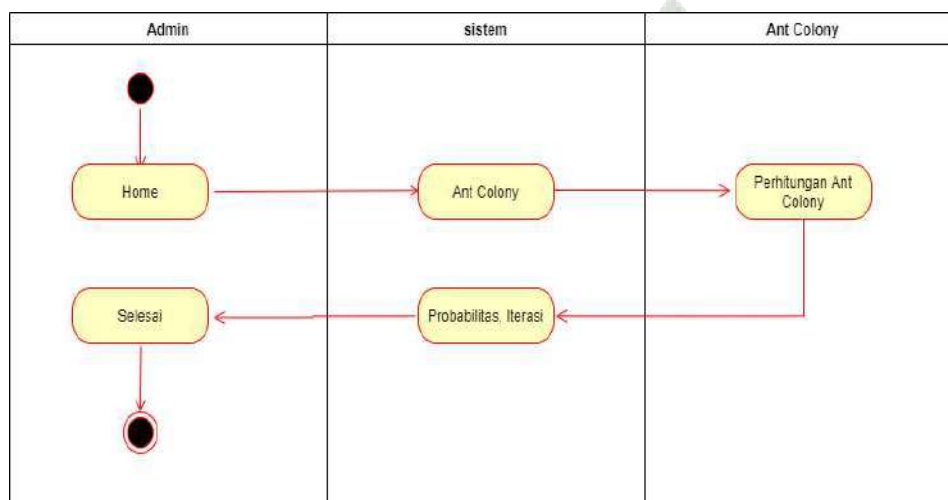 Admin
sistem
Ant Colony
Home
Ant Colony
Perhitungan Ant
Colony
Selesai
Probabilitas, Iterasi